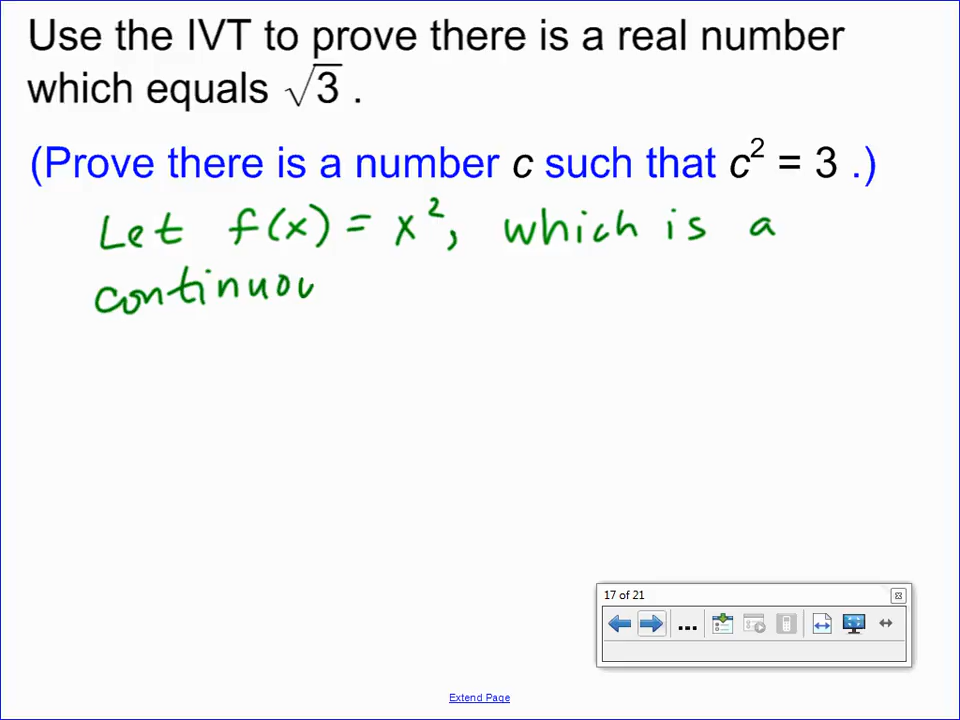 Use the IVT to prove there is a real number
which equals √3 .
(Prove there is a number c such that c² = 3 .)
Let f(x) = x², which is a
continuou
17 of 21
...
Extend Page